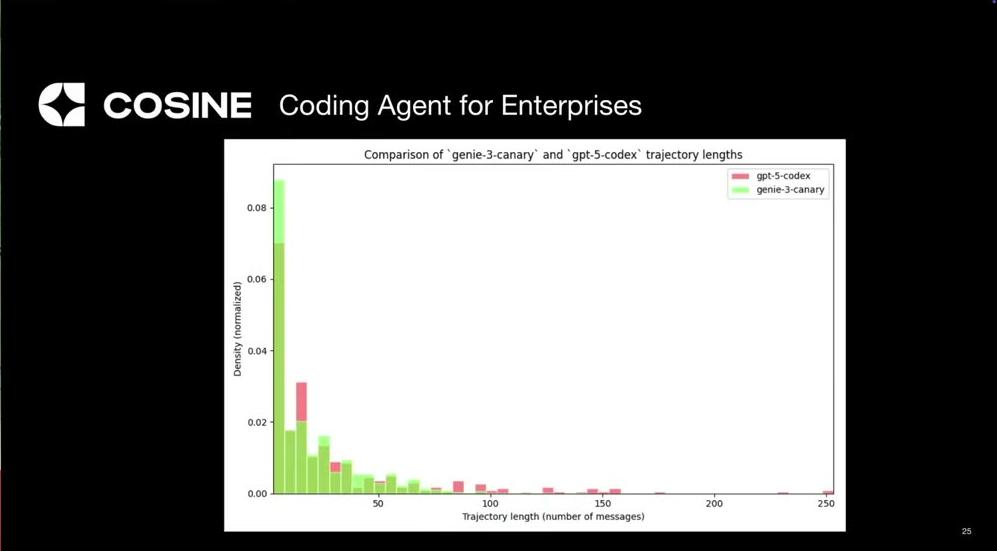 COSINE Coding Agent for Enterprises
Comparison of `genie-3-canary` and `gpt-5-codex` trajectory lengths
gpt-5-codex
genie-3-canary
0.08
0.06
0.04
0.02
0.00
Density (normalized)
50 100 150 200 250
Trajectory length (number of messages)
25